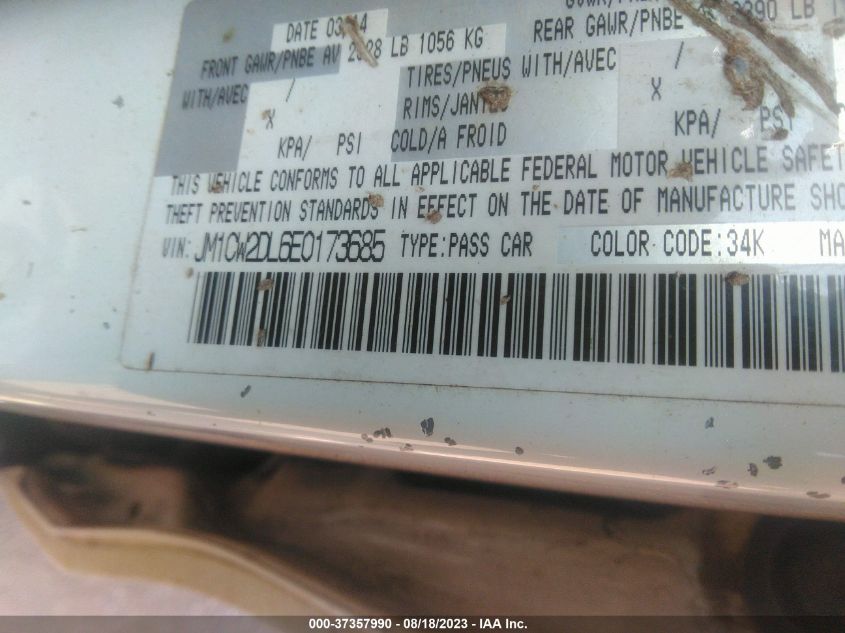 DATE
FRONT GAWR/PNBE AV LB 1056 KG
REAR GAWR/PNBE LB
WITH/AVEC / TIRES/PNEUS WITH/AVEC /
X RIMS/JANTES X
KPA/ PSI COLD/A FROID KPA/ PSI
THIS VEHICLE CONFORMS TO ALL APPLICABLE FEDERAL MOTOR VEHICLE SAFET
THEFT PREVENTION STANDARDS IN EFFECT ON THE DATE OF MANUFACTURE SHO
VIN: JM1CW2DL6E0173685 TYPE:PASS CAR COLOR CODE:34K MA
000-37357990 - 08/18/2023 - IAA Inc.